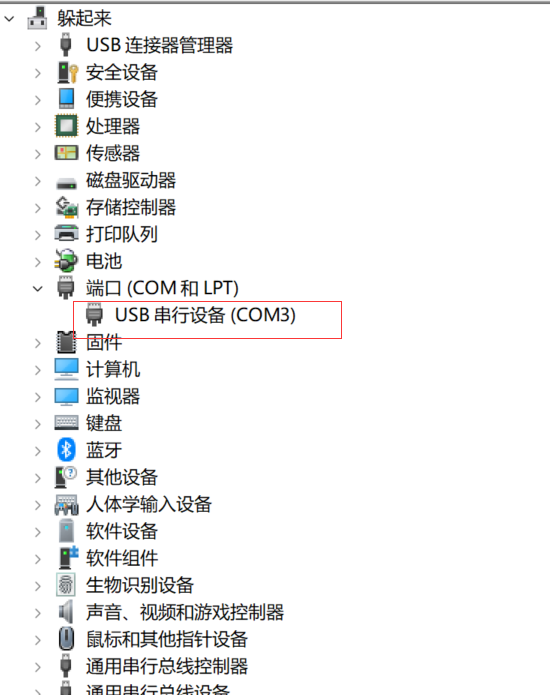 躲起来
USB 连接器管理器
安全设备
便携设备
处理器
传感器
磁盘驱动器
存储控制器
打印队列
电池
端口 (COM 和 LPT)
USB 串行设备 (COM3)
固件
计算机
监视器
键盘
蓝牙
其他设备
人体学输入设备
软件设备
软件组件
生物识别设备
声音、视频和游戏控制器
鼠标和其他指针设备
通用串行总线控制器
通用串行总线设备